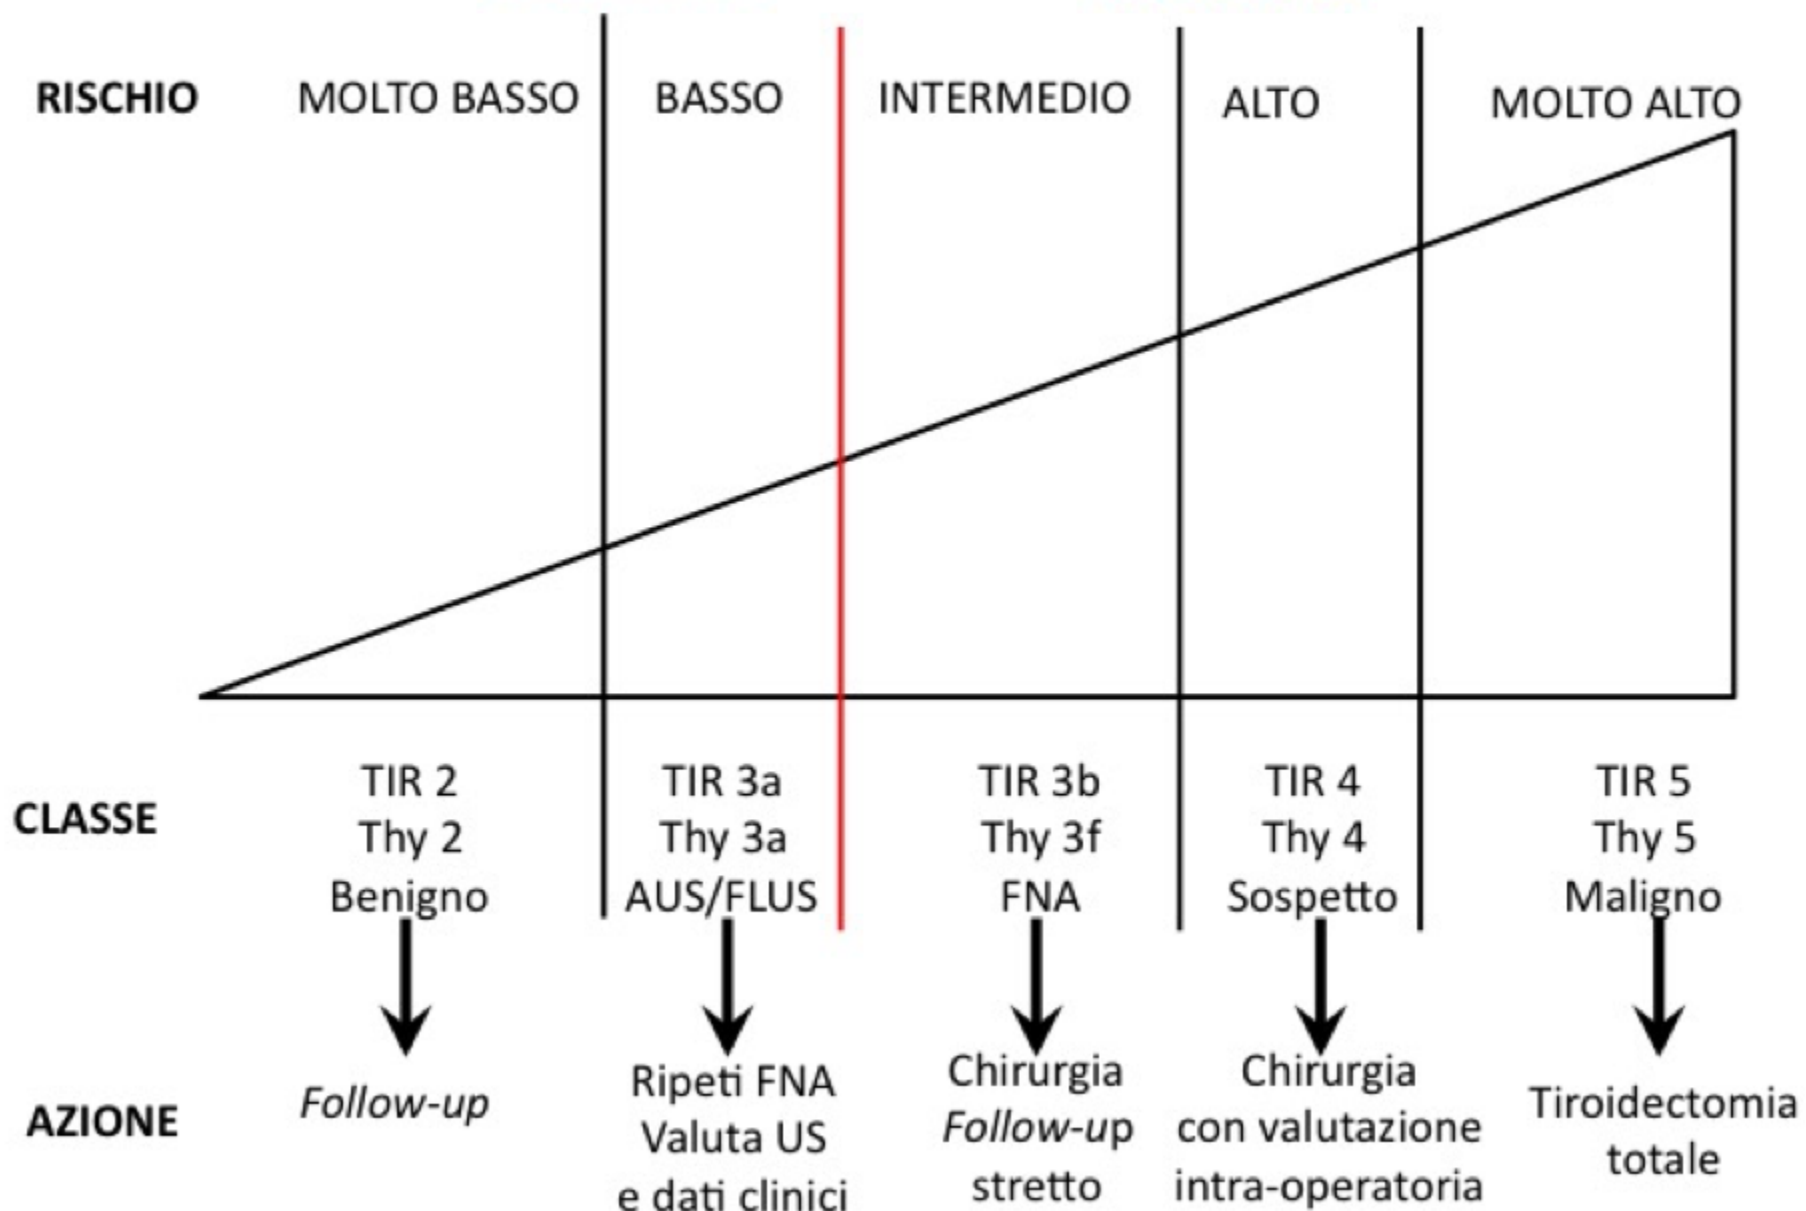 RISCHIO MOLTO BASSO BASSO INTERMEDIO ALTO MOLTO ALTO
CLASSE
TIR 2
Thy 2
Benigno
TIR 3a
Thy 3a
AUS/FLUS
TIR 3b
Thy 3f
FNA
TIR 4
Thy 4
Sospetto
TIR 5
Thy 5
Maligno
AZIONE
Follow-up
Ripeti FNA
Valuta US
e dati clinici
Chirurgia
Follow-up
stretto
Chirurgia
con valutazione
intra-operatoria
Tiroidectomia
totale